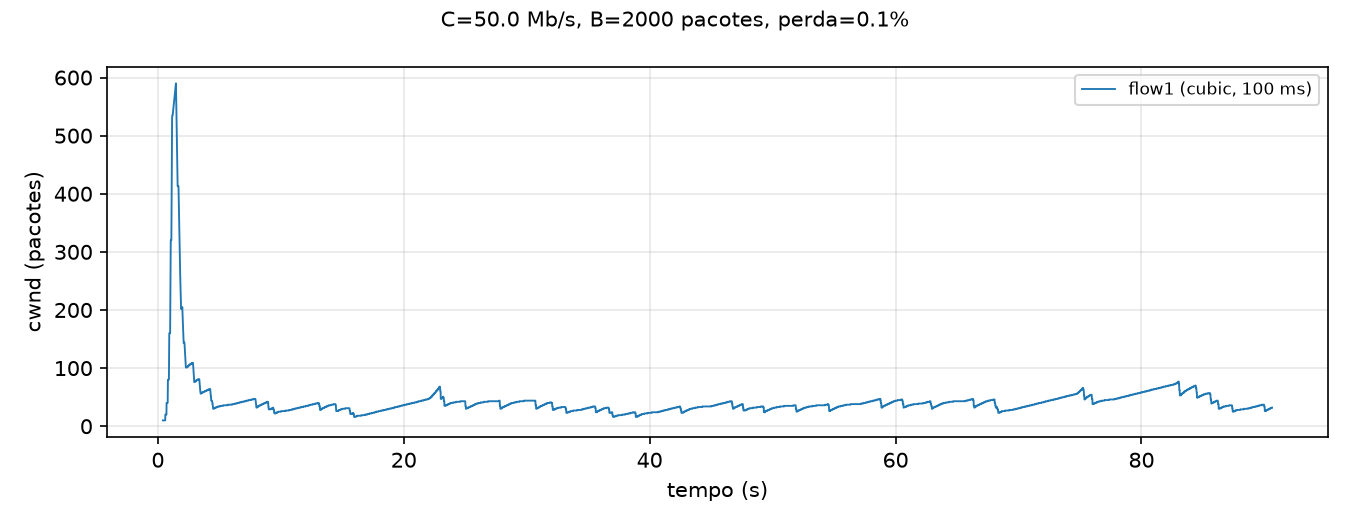 C=50.0 Mb/s, B=2000 pacotes, perda=0.1%
flow1 (cubic, 100 ms)
cwnd (pacotes)
600
500
400
300
200
100
0
0 20 40 60 80
tempo (s)